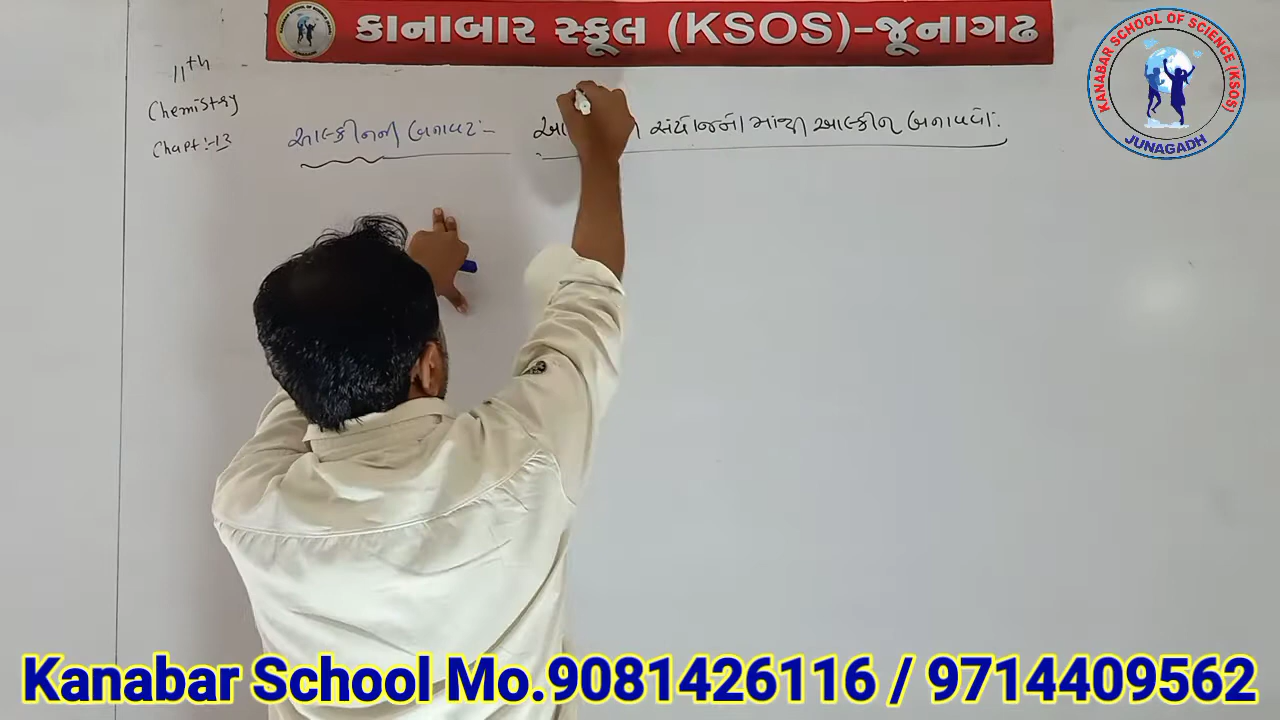 કાનાબાર સ્કૂલ (KSOS)-જૂનાગઢ
KANABAR SCHOOL OF SCIENCE (KSOS)
JUNAGADH
11th
Chemistry
Chapt:-13
આલ્કીનની બનાવટ:- સંયોજનો માંથી આલ્કીન બનાવવા:
Kanabar School Mo.9081426116 / 9714409562